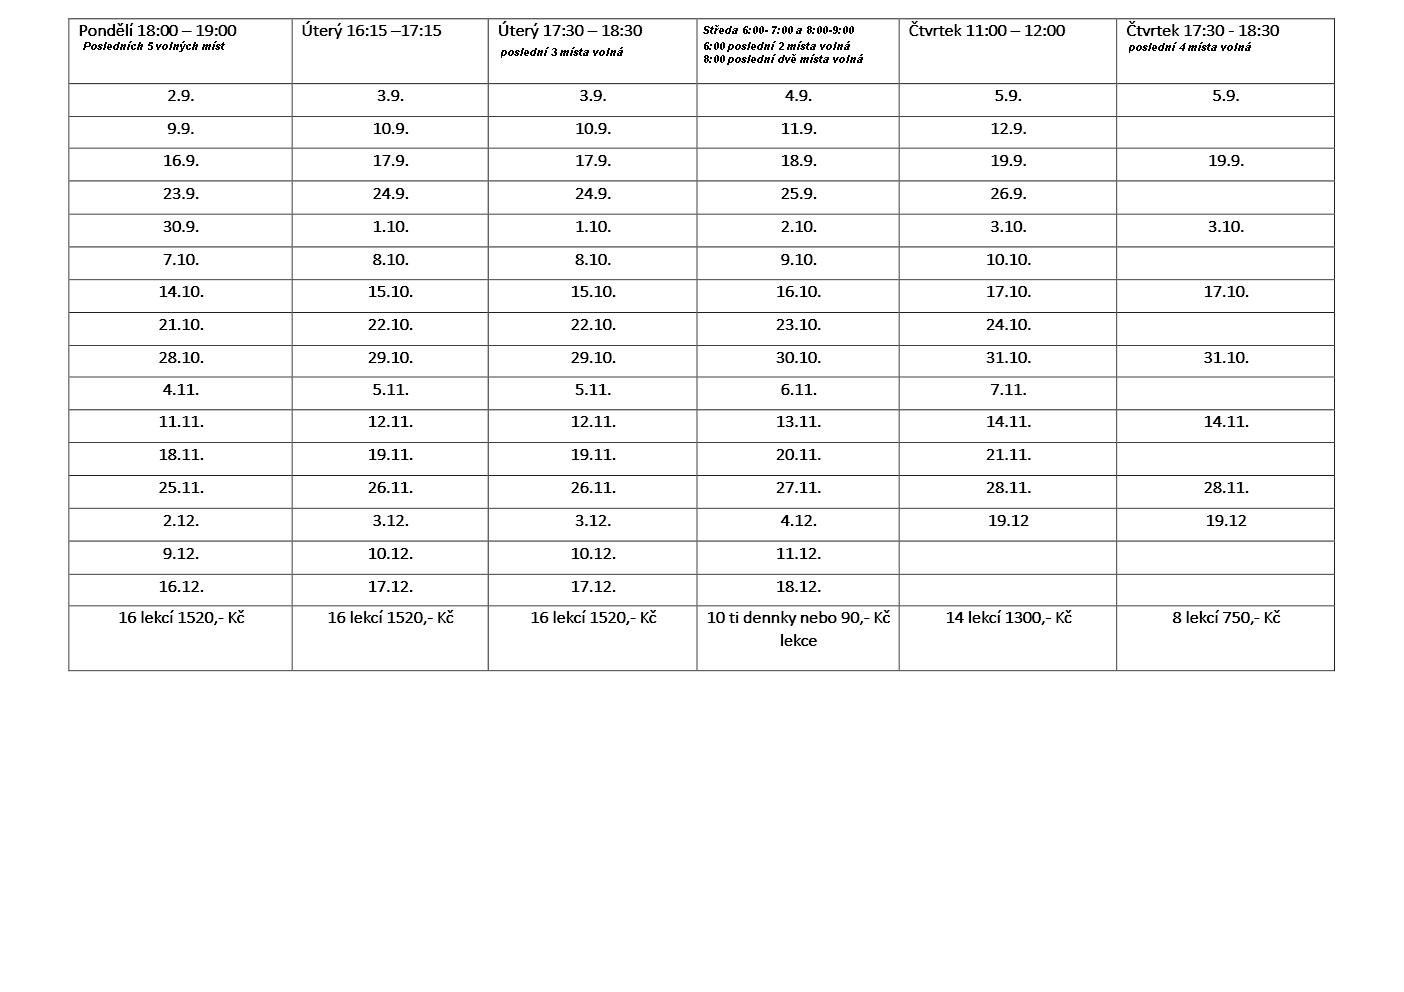 Pondělí 18:00 – 19:00
Posledních 5 volných míst
Úterý 16:15 –17:15
Úterý 17:30 – 18:30
poslední 3 místa volná
Středa 6:00- 7:00 a 8:00-9:00
6:00 poslední 2 místa volná
8:00 poslední dvě místa volná
Čtvrtek 11:00 – 12:00
Čtvrtek 17:30 - 18:30
poslední 4 místa volná
2.9. 3.9. 3.9. 4.9. 5.9. 5.9.
9.9. 10.9. 10.9. 11.9. 12.9.
16.9. 17.9. 17.9. 18.9. 19.9. 19.9.
23.9. 24.9. 24.9. 25.9. 26.9.
30.9. 1.10. 1.10. 2.10. 3.10. 3.10.
7.10. 8.10. 8.10. 9.10. 10.10.
14.10. 15.10. 15.10. 16.10. 17.10. 17.10.
21.10. 22.10. 22.10. 23.10. 24.10.
28.10. 29.10. 29.10. 30.10. 31.10. 31.10.
4.11. 5.11. 5.11. 6.11. 7.11.
11.11. 12.11. 12.11. 13.11. 14.11. 14.11.
18.11. 19.11. 19.11. 20.11. 21.11.
25.11. 26.11. 26.11. 27.11. 28.11. 28.11.
2.12. 3.12. 3.12. 4.12. 19.12 19.12
9.12. 10.12. 10.12. 11.12.
16.12. 17.12. 17.12. 18.12.
16 lekcí 1520,- Kč
16 lekcí 1520,- Kč
16 lekcí 1520,- Kč
10 ti dennky nebo 90,- Kč
lekce
14 lekcí 1300,- Kč
8 lekcí 750,- Kč